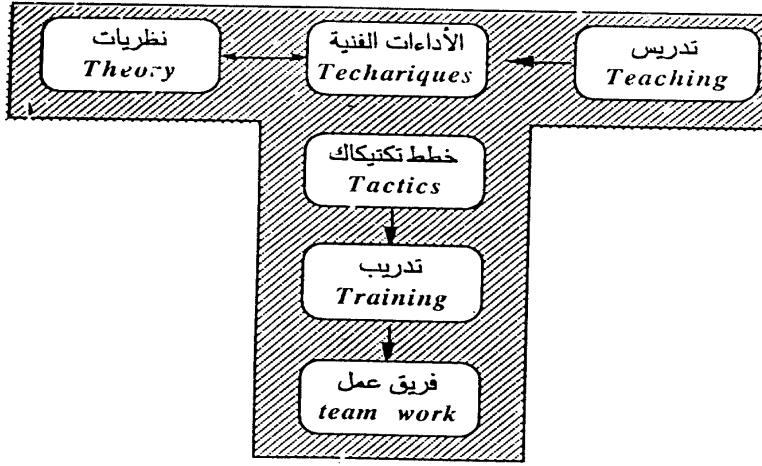 نظريات
Theory
الأداءات الفنية
Techariques
تدريس
Teaching
خطط تكتيكاك
Tactics
تدريب
Training
فريق عمل
team work